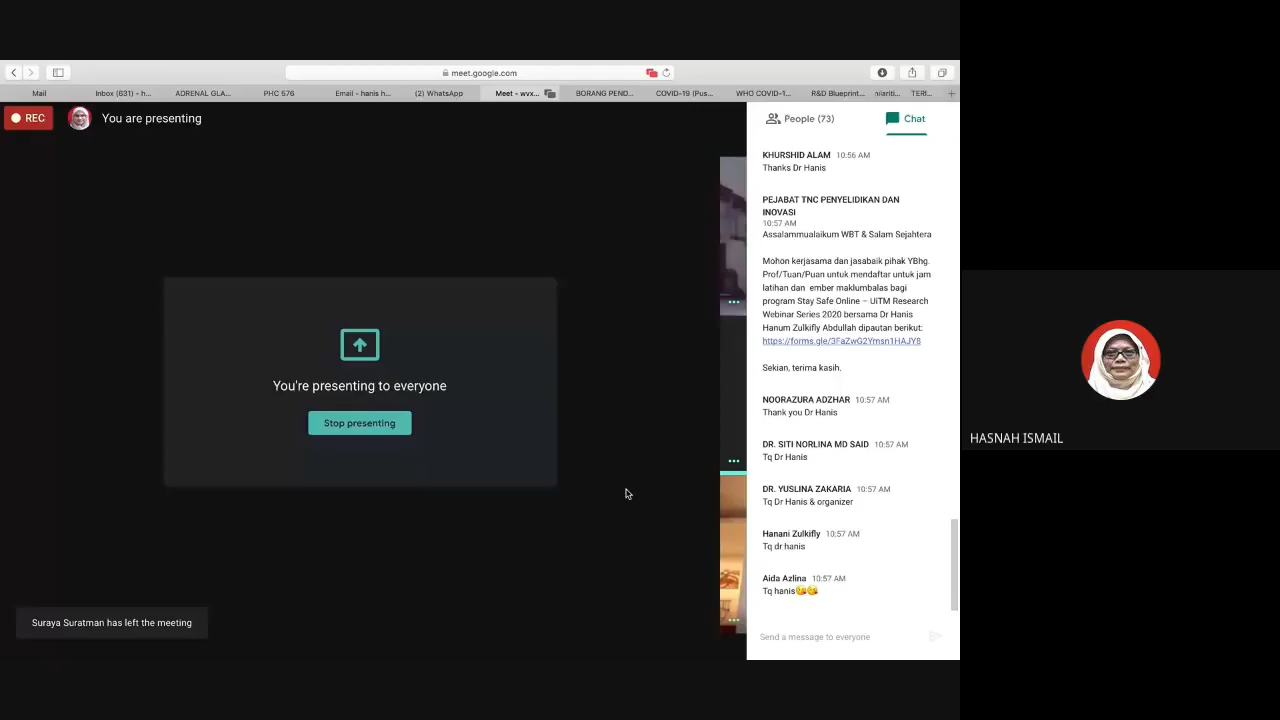 meet.google.com
Mail
Inbox (631) – h...
ADRENAL GLA...
PHC 576
Email - hanis h...
(2) WhatsApp
Meet - wvx...
BORANG PEND...
COVID-19 (Pus...
WHO COVID-1...
R&D Blueprint...
TERI...
REC
You are presenting
People (73)
Chat
KHURSHID ALAM 10:56 AM
Thanks Dr Hanis
PEJABAT TNC PENYELIDIKAN DAN
INOVASI
10:57 AM
Assalammualaikum WBT & Salam Sejahtera
Mohon kerjasama dan jasabaik pihak YBhg.
Prof/Tuan/Puan untuk mendaftar untuk jam
latihan dan ember maklumbalas bagi
program Stay Safe Online – UiTM Research
Webinar Series 2020 bersama Dr Hanis
Hanum Zulkifly Abdullah dipautan berikut:
https://forms.gle/3FaZwG2Ymsn1HAJY8
Sekian, terima kasih.
NOORAZURA ADZHAR 10:57 AM
Thank you Dr Hanis
DR. SITI NORLINA MD SAID 10:57 AM
Tq Dr Hanis
DR. YUSLINA ZAKARIA 10:57 AM
Tq Dr Hanis & organizer
Hanani Zulkifly 10:57 AM
Tq dr hanis
Aida Azlina 10:57 AM
Tq hanis😘😘
Send a message to everyone
You're presenting to everyone
Stop presenting
Suraya Suratman has left the meeting
HASNAH ISMAIL